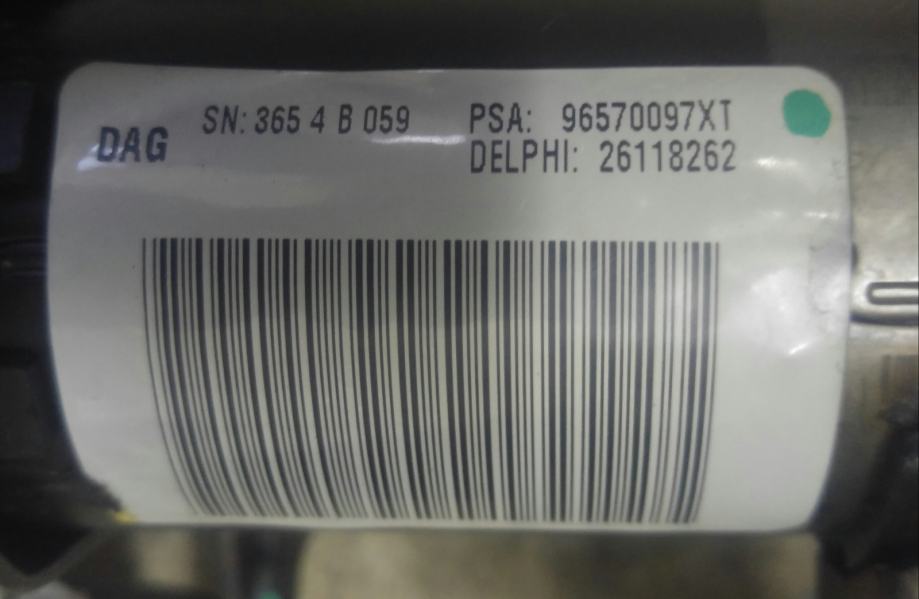 DAG
SN: 365 4 B 059
PSA: 96570097XT
DELPHI: 26118262